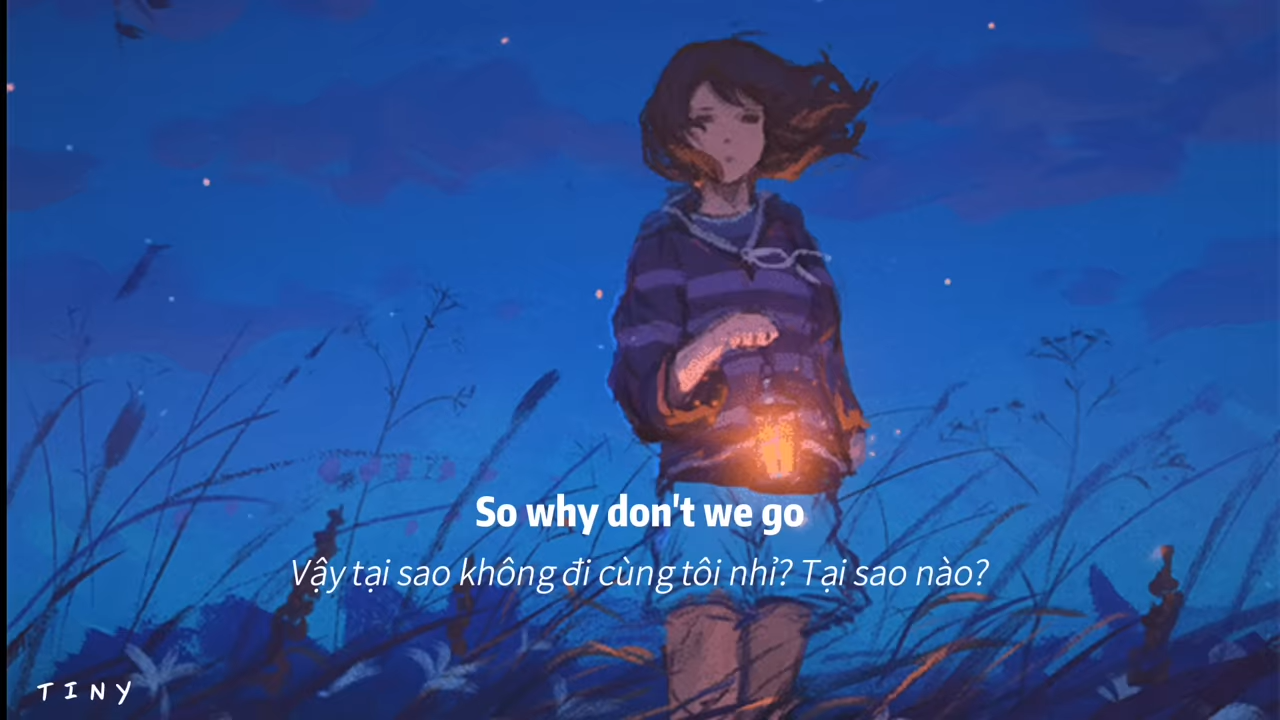 So why don't we go
Vậy tại sao không đi cùng tôi nhỉ? Tại sao nào?
TINY